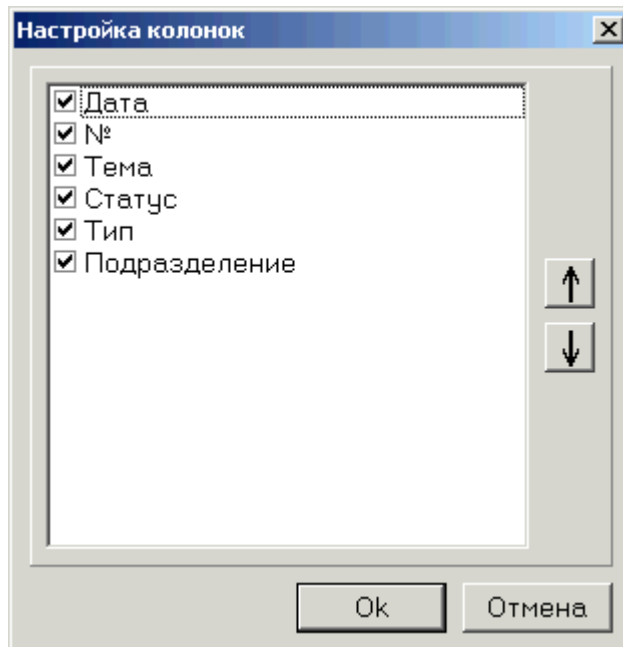 Настройка колонок
Дата
№
Тема
Статус
Тип
Подразделение
Ok
Отмена